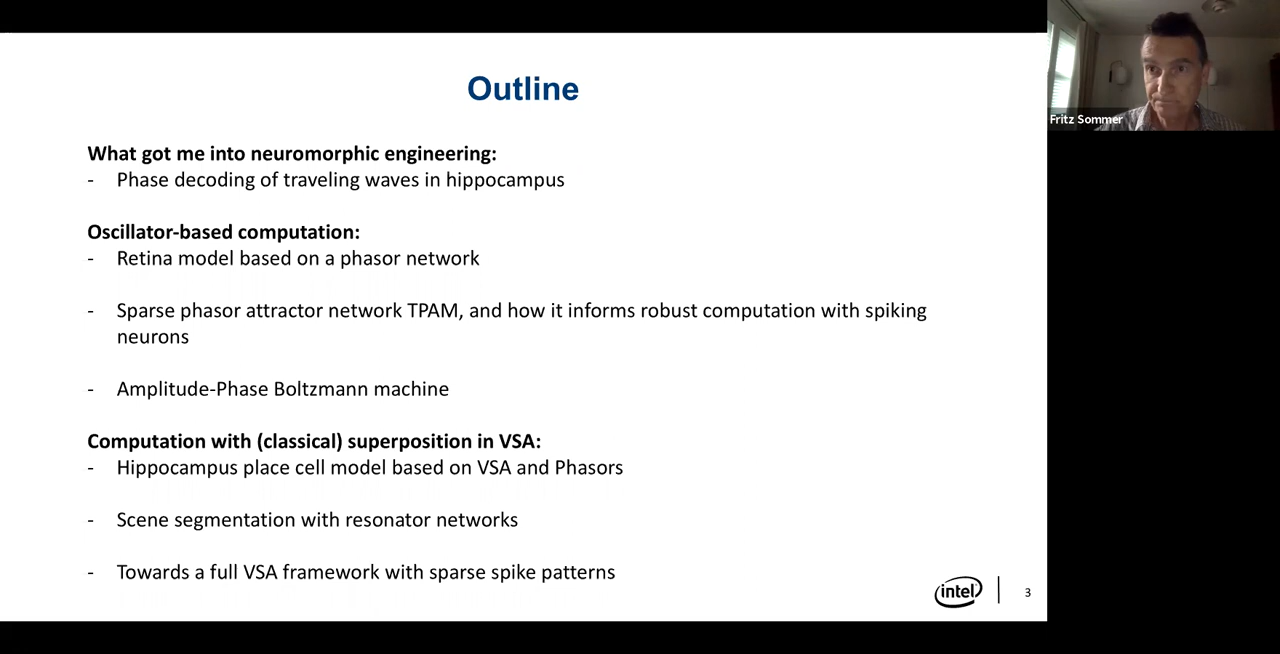 Outline
Fritz Sommer
What got me into neuromorphic engineering:
- Phase decoding of traveling waves in hippocampus
Oscillator-based computation:
- Retina model based on a phasor network
- Sparse phasor attractor network TPAM, and how it informs robust computation with spiking
neurons
- Amplitude-Phase Boltzmann machine
Computation with (classical) superposition in VSA:
- Hippocampus place cell model based on VSA and Phasors
- Scene segmentation with resonator networks
- Towards a full VSA framework with sparse spike patterns
intel
3